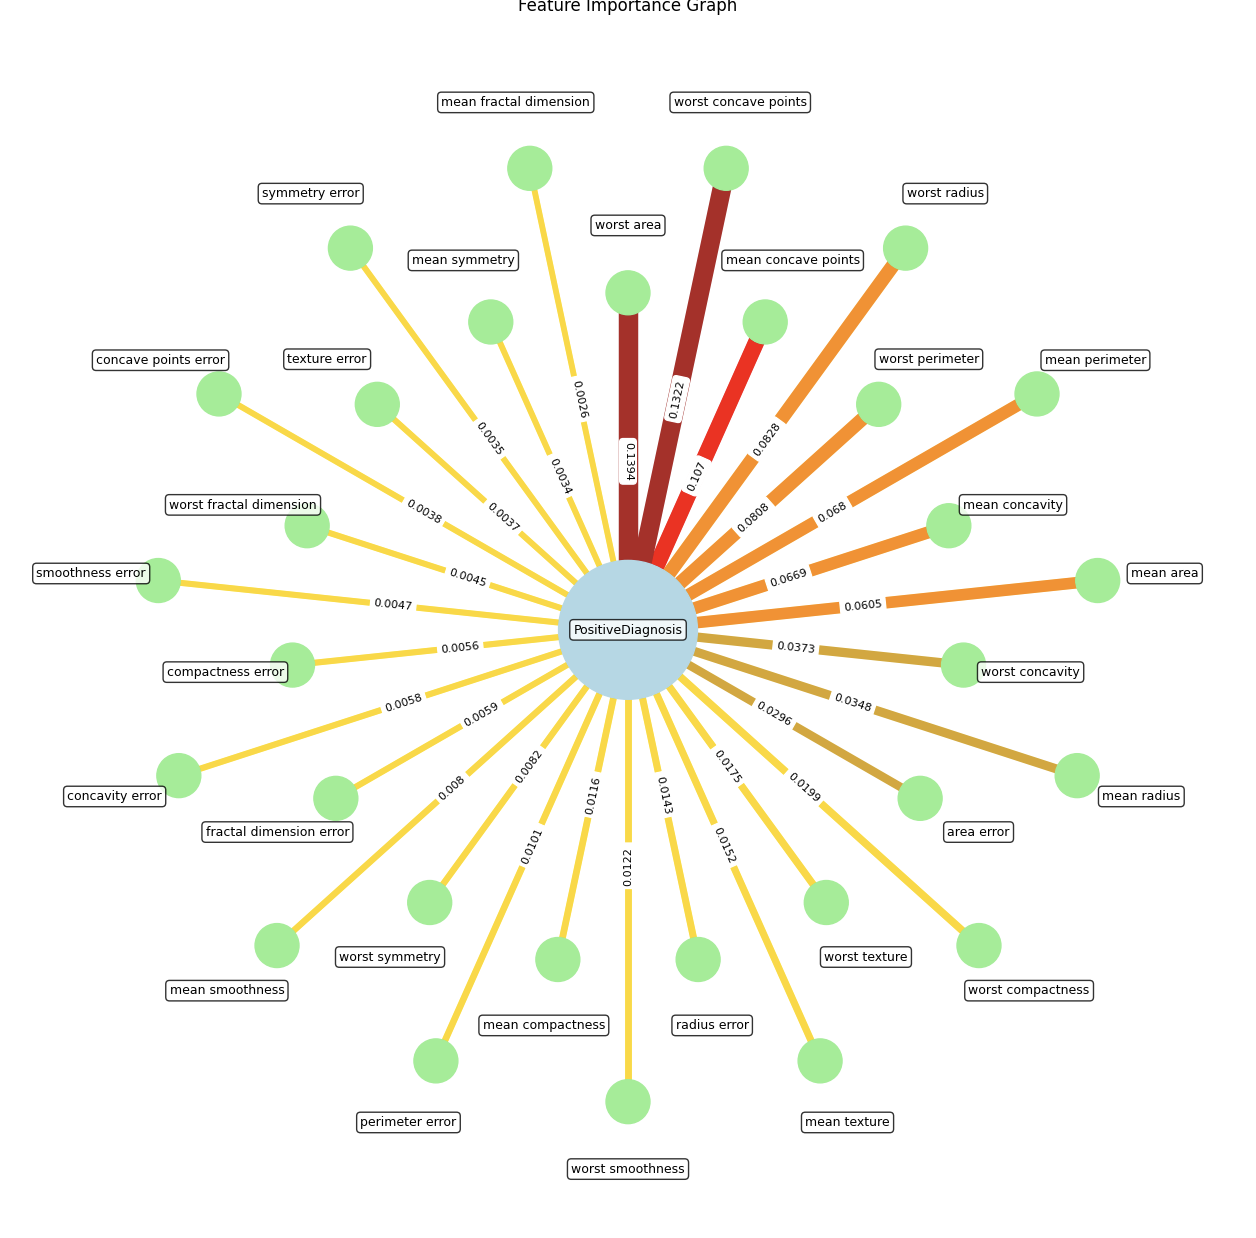 Feature Importance Graph
mean fractal dimension
worst concave points
symmetry error
worst radius
worst area
mean symmetry
mean concave points
concave points error
texture error
worst perimeter
mean perimeter
0.0026
0.1322
0.0035
0.0828
0.1394
0.0034
0.107
worst fractal dimension
mean concavity
0.0038
0.0037
0.0808
0.068
smoothness error
mean area
0.0045
0.0669
0.0047
0.0605
PositiveDiagnosis
0.0056
0.0373
compactness error
worst concavity
0.0058
0.0059
0.0296
0.0348
concavity error
mean radius
0.008
0.0082
0.0116
0.0143
0.0175
0.0199
fractal dimension error
area error
0.0101
0.0122
0.0152
worst symmetry
worst texture
mean smoothness
worst compactness
mean compactness
radius error
perimeter error
mean texture
worst smoothness